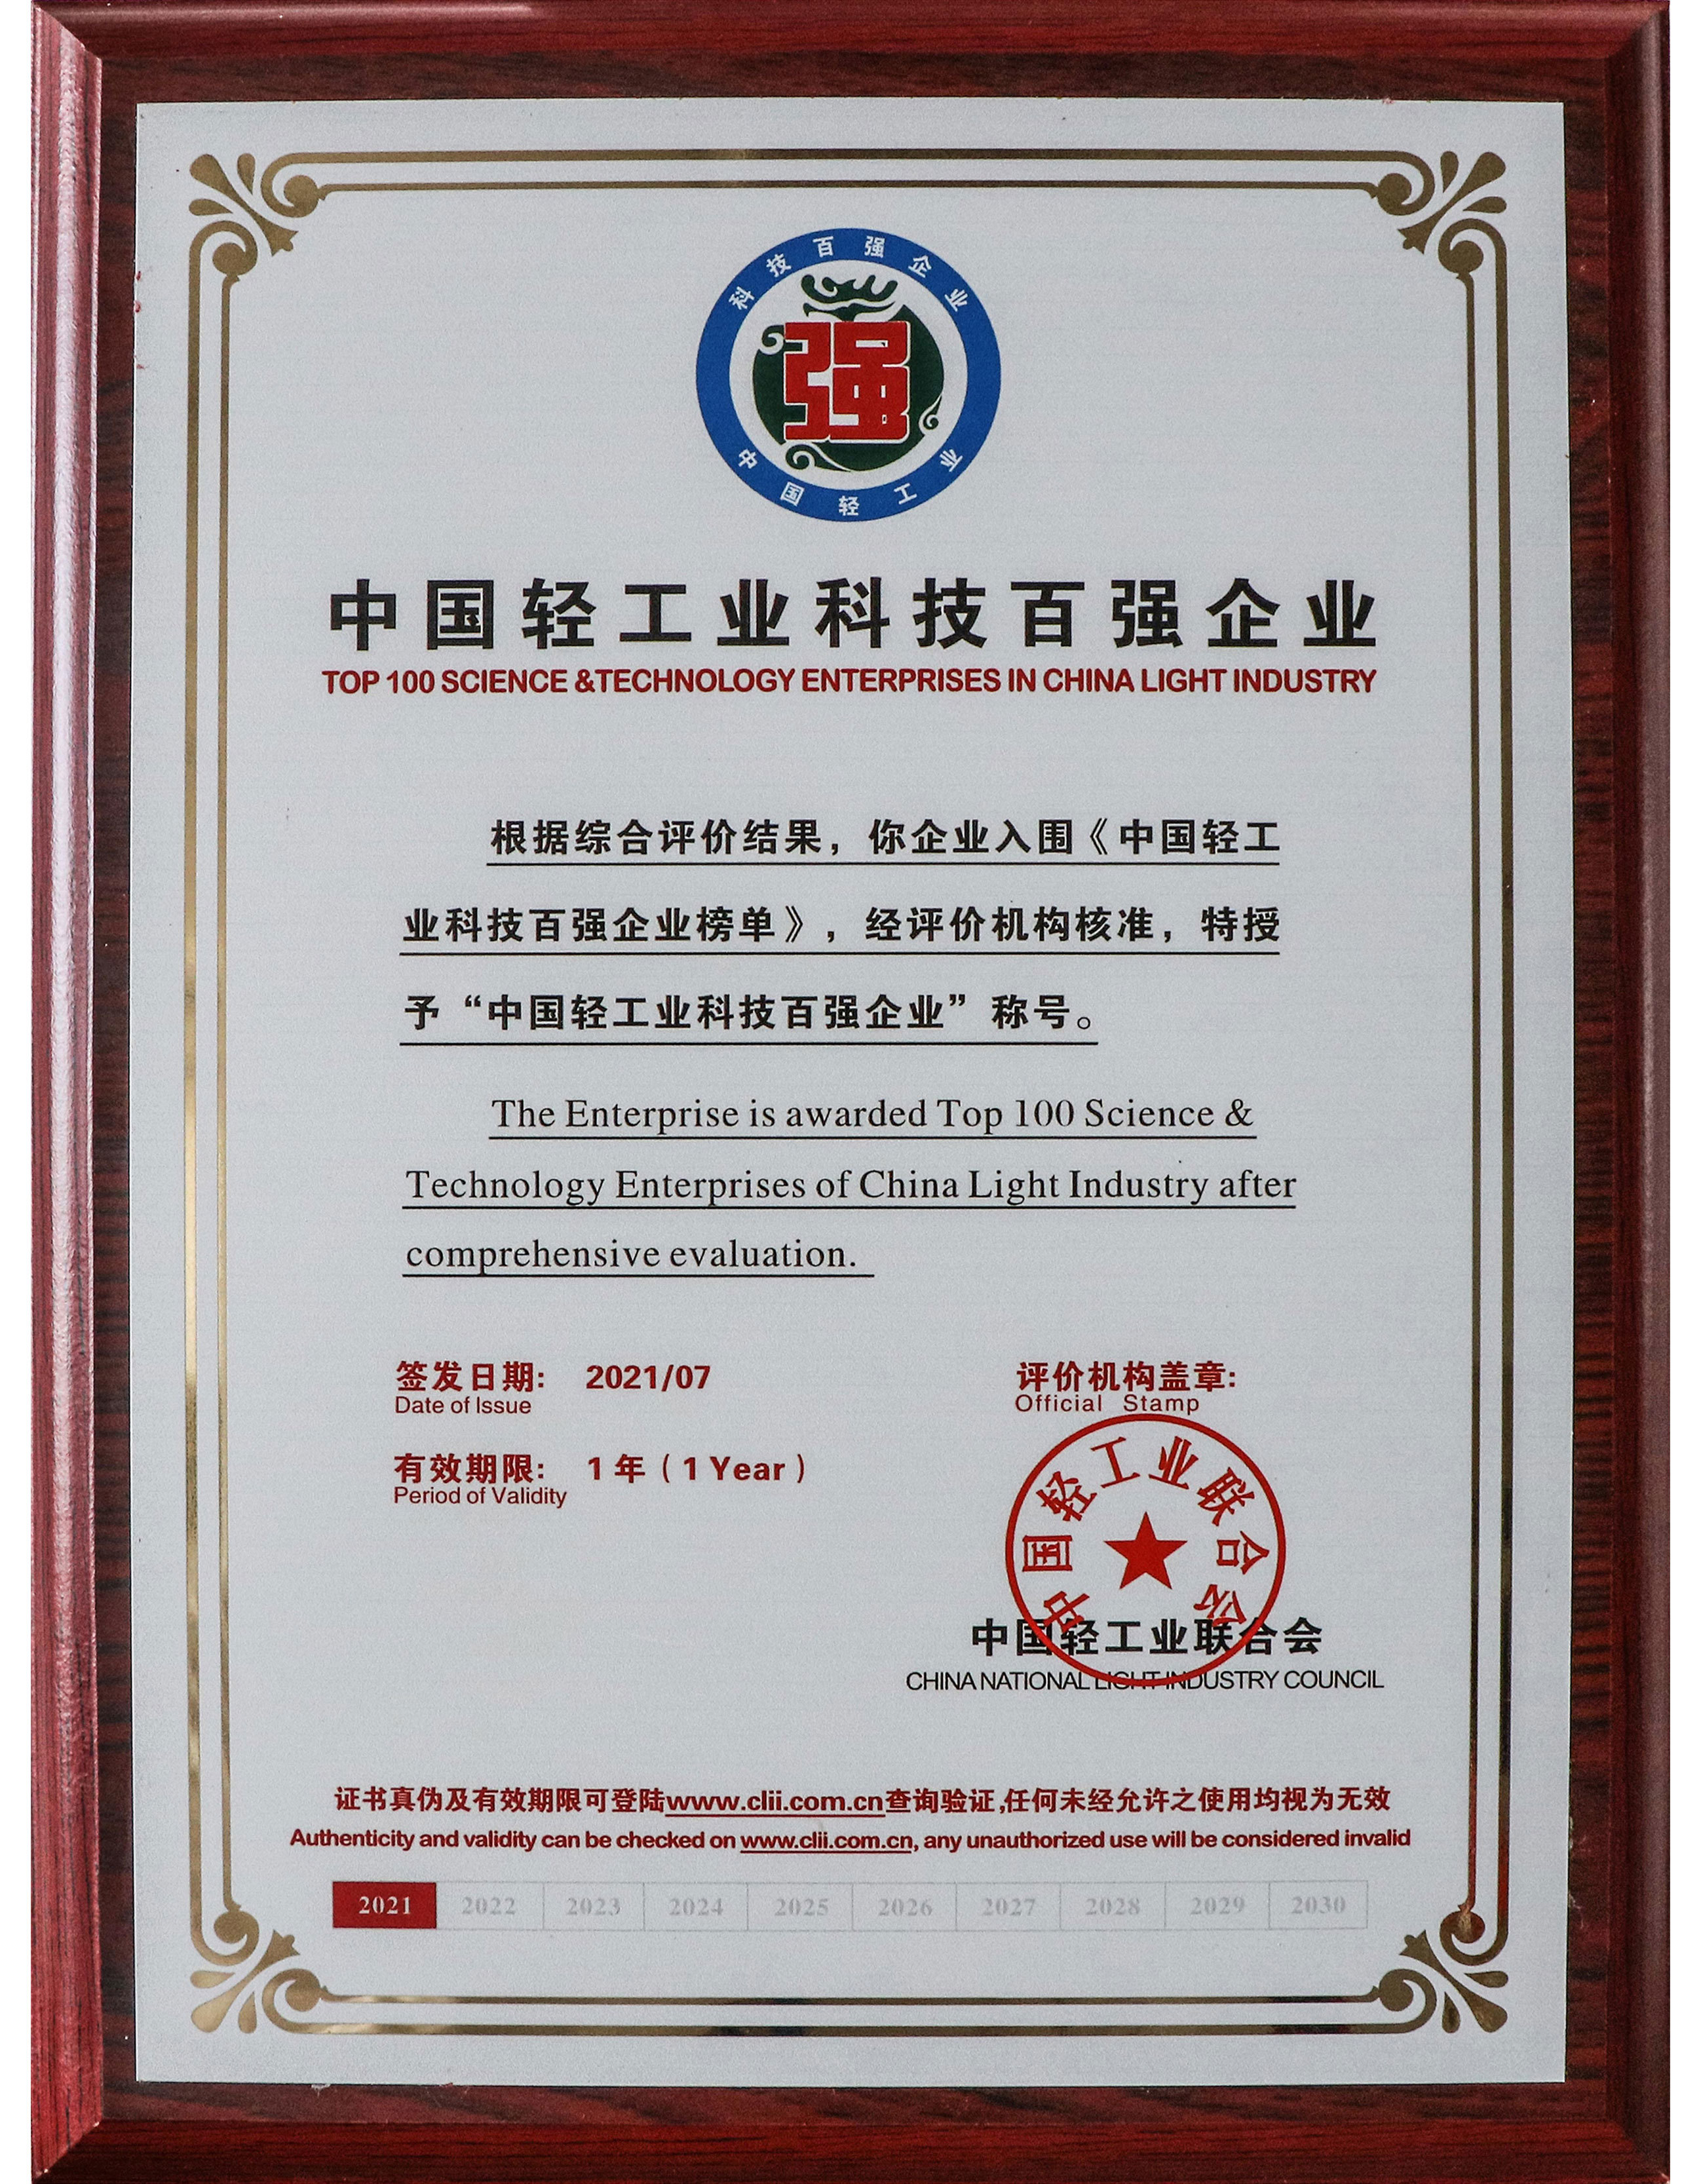 科技百强企业
强
中国轻工业
中国轻工业科技百强企业
TOP 100 SCIENCE &TECHNOLOGY ENTERPRISES IN CHINA LIGHT INDUSTRY
根据综合评价结果，你企业入围《中国轻工
业科技百强企业榜单》，经评价机构核准，特授
予“中国轻工业科技百强企业”称号。
The Enterprise is awarded Top 100 Science &
Technology Enterprises of China Light Industry after
comprehensive evaluation.
签发日期: 2021/07
Date of Issue
有效期限: 1 年（1 Year）
Period of Validity
评价机构盖章:
Official Stamp
中国轻工业联合会
中国轻工业联合会
CHINA NATIONAL LIGHT INDUSTRY COUNCIL
证书真伪及有效期限可登陆www.clii.com.cn查询验证,任何未经允许之使用均视为无效
Authenticity and validity can be checked on www.clii.com.cn, any unauthorized use will be considered invalid
2021 2022 2023 2024 2025 2026 2027 2028 2029 2030